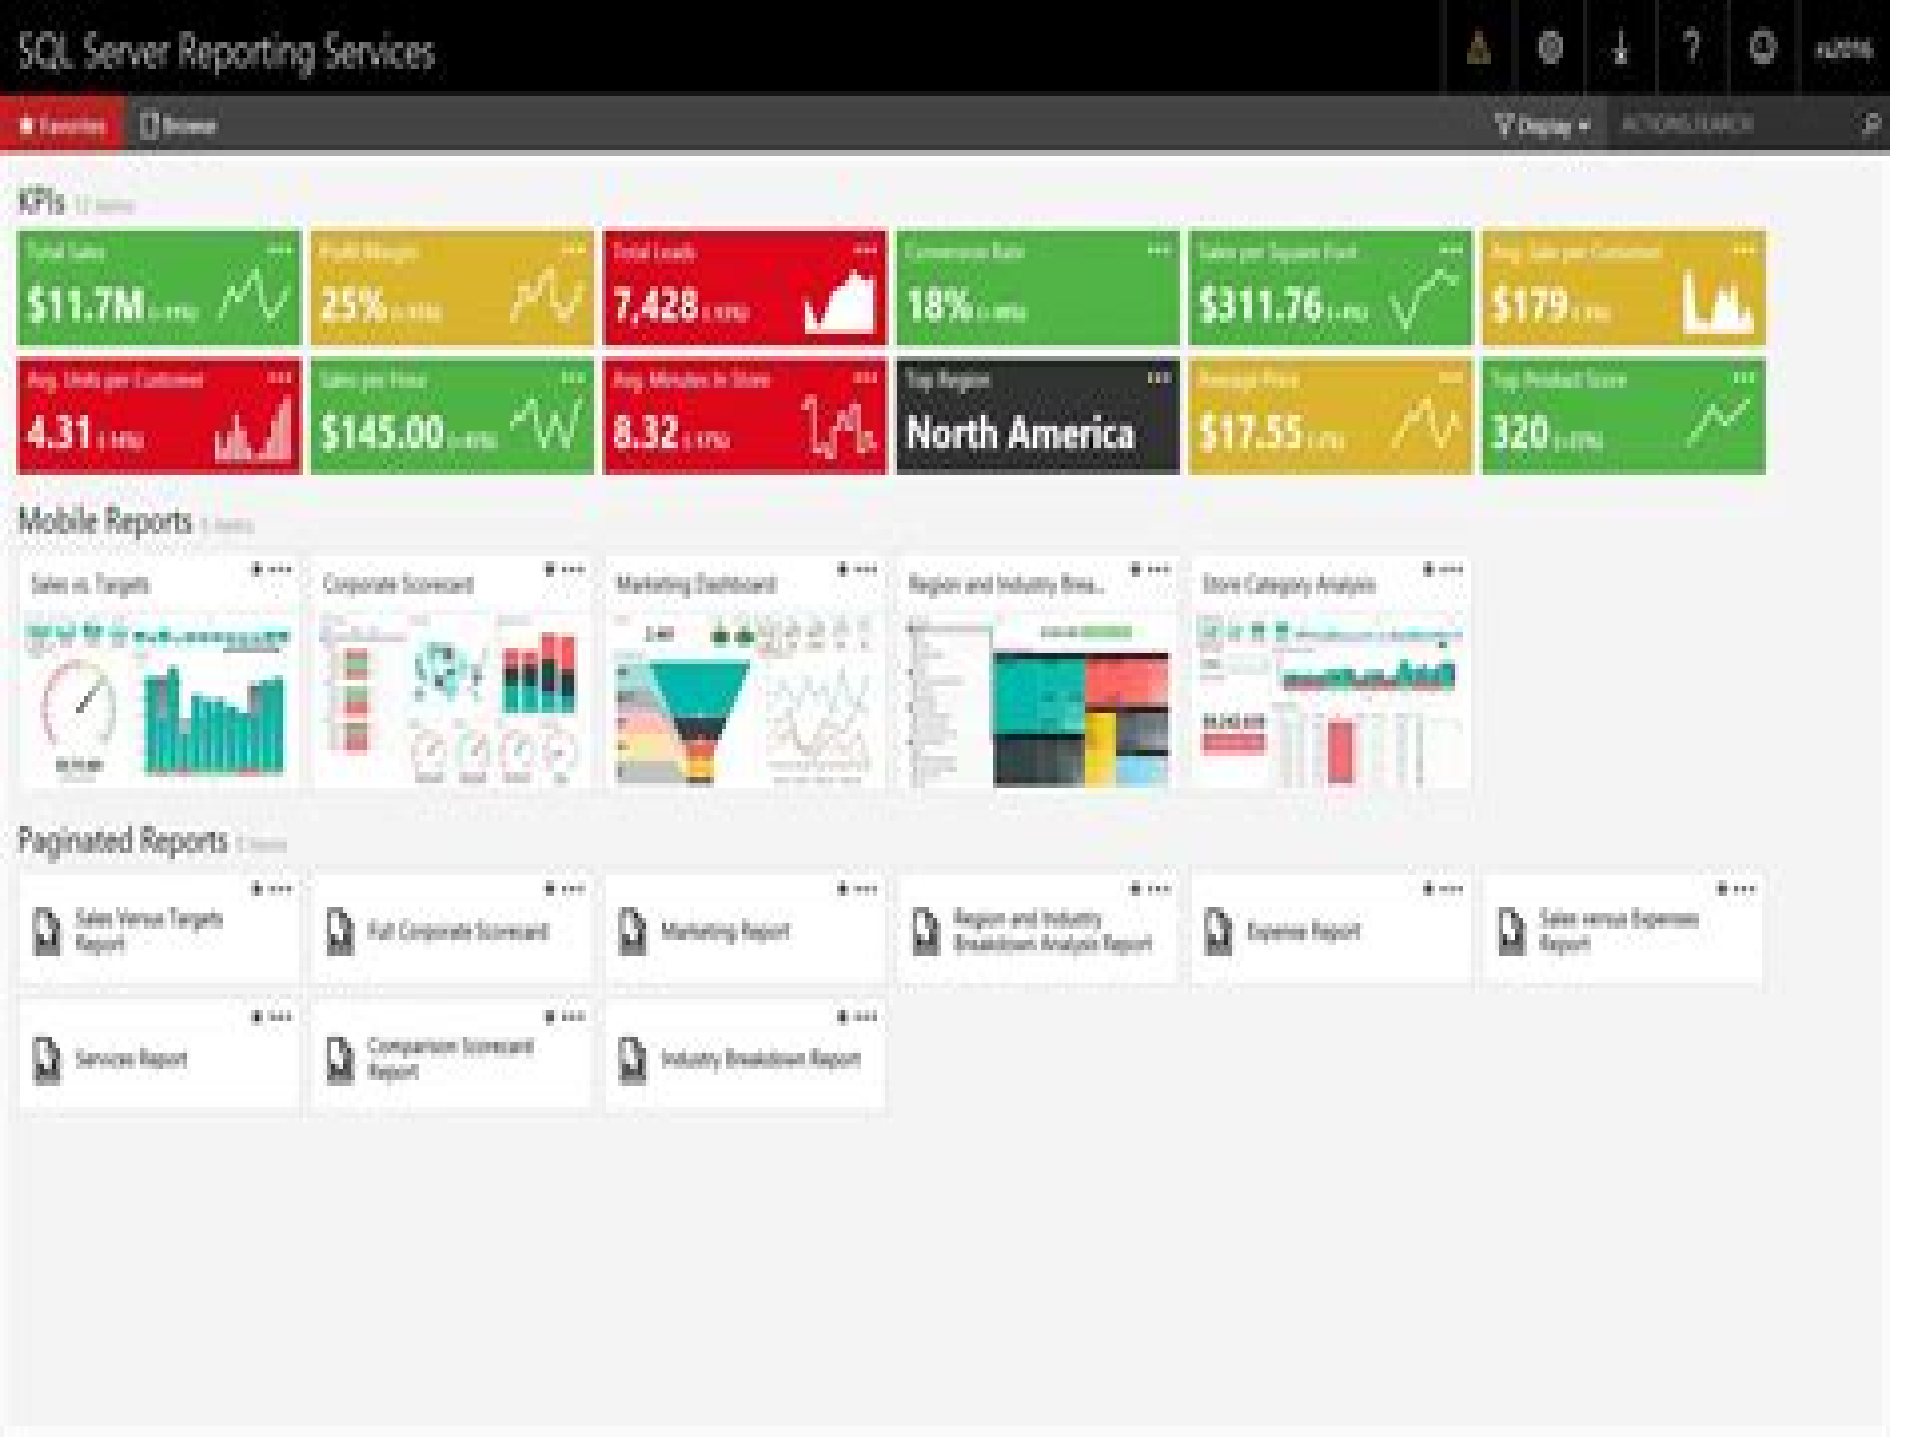 SQL Server Reporting Services
Favorites
Browse
Display
KPIs 12 items
Total Sales
$11.7M
Profit Margin
25%
Total Leads
7,428
Conversion Rate
18%
Sales per Square Foot
$311.76
Avg. Sale per Customer
$179
Avg. Units per Customer
4.31
Sales per Hour
$145.00
Avg. Minutes In Store
8.32
Top Region
North America
Average Price
$17.55
Top Product Score
320
Mobile Reports 5 items
Sales vs. Targets
Corporate Scorecard
Marketing Dashboard
Region and Industry Brea...
Store Category Analysis
Paginated Reports
Sales Versus Targets
Report
Full Corporate Scorecard
Marketing Report
Region and Industry
Breakdown Analysis Report
Expense Report
Sales versus Expenses
Report
Services Report
Comparison Scorecard
Report
Industry Breakdown Report